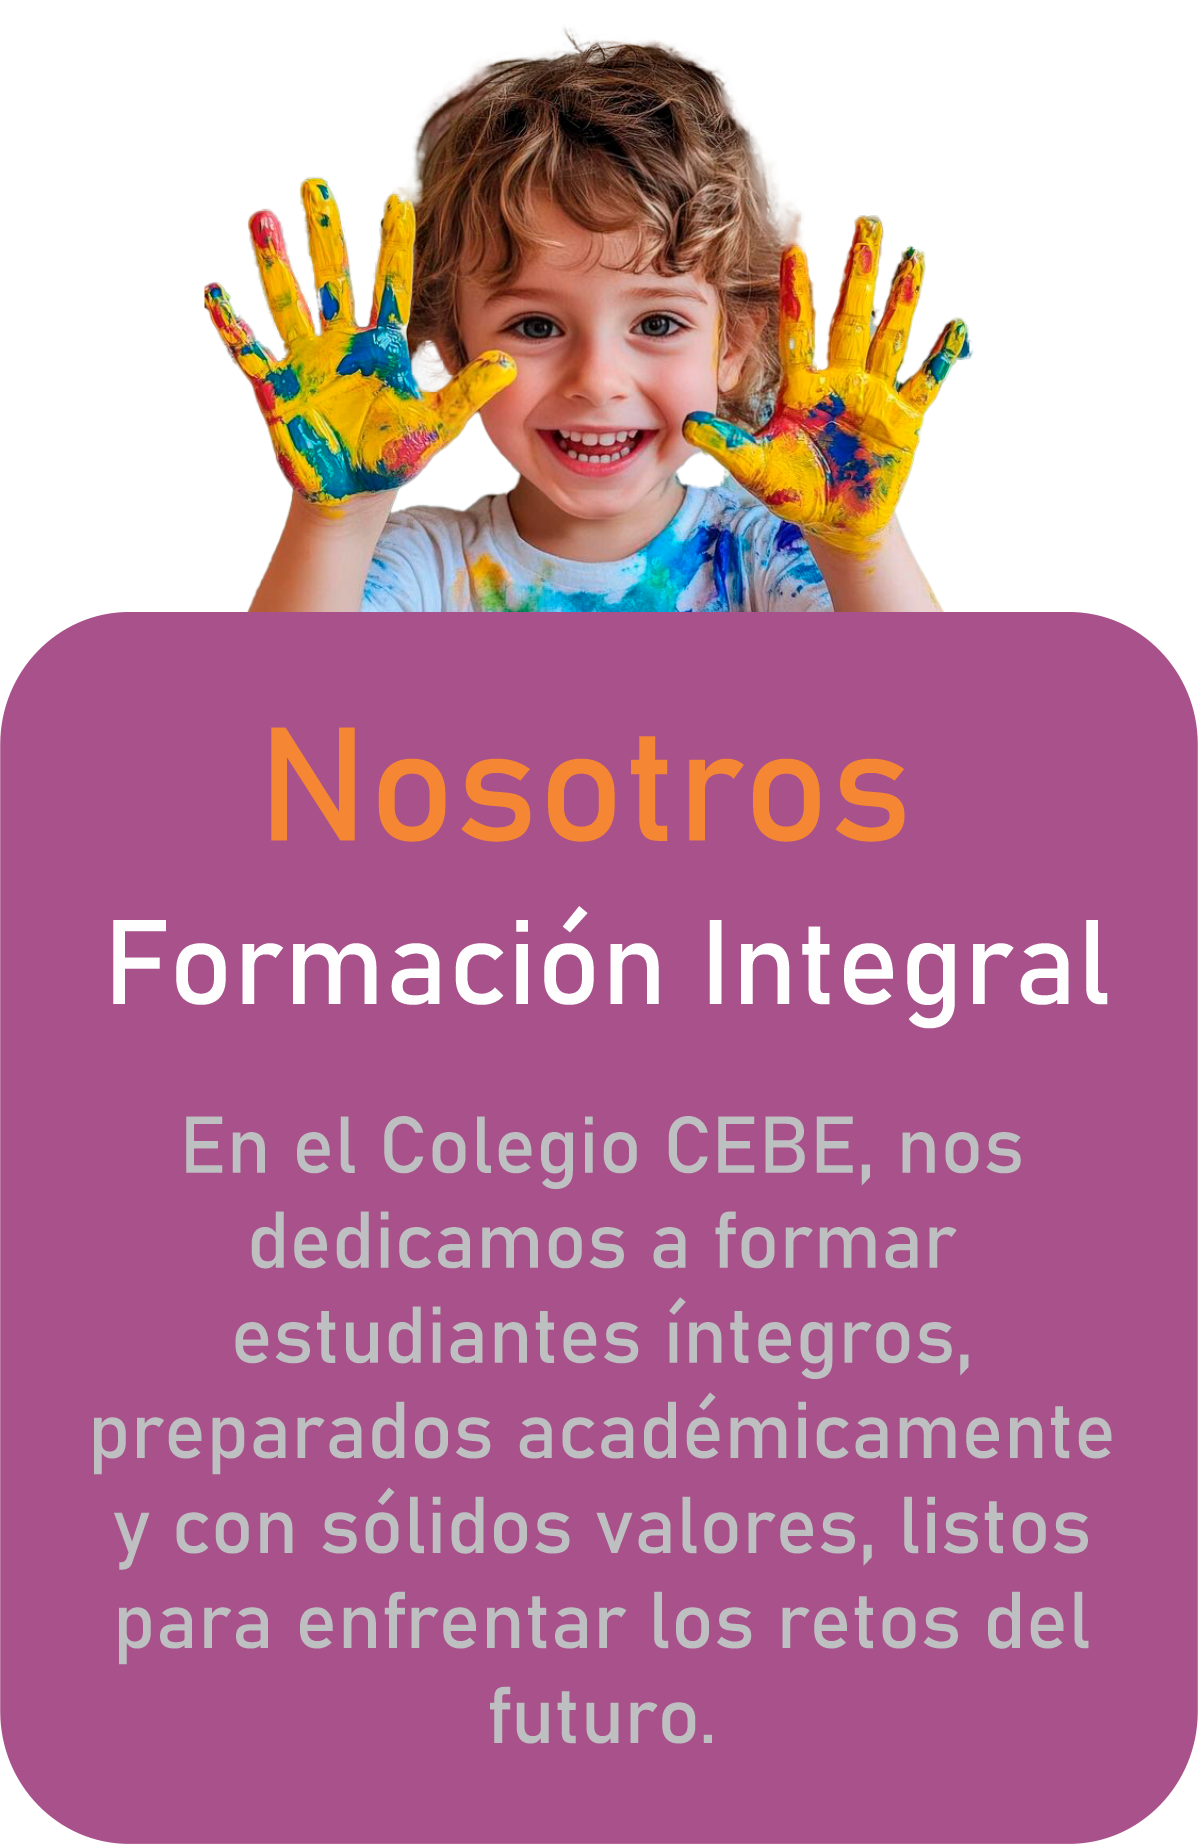 Nosotros
Formación Integral
En el Colegio CEBE, nos
dedicamos a formar
estudiantes íntegros,
preparados académicamente
y con sólidos valores, listos
para enfrentar los retos del
futuro.